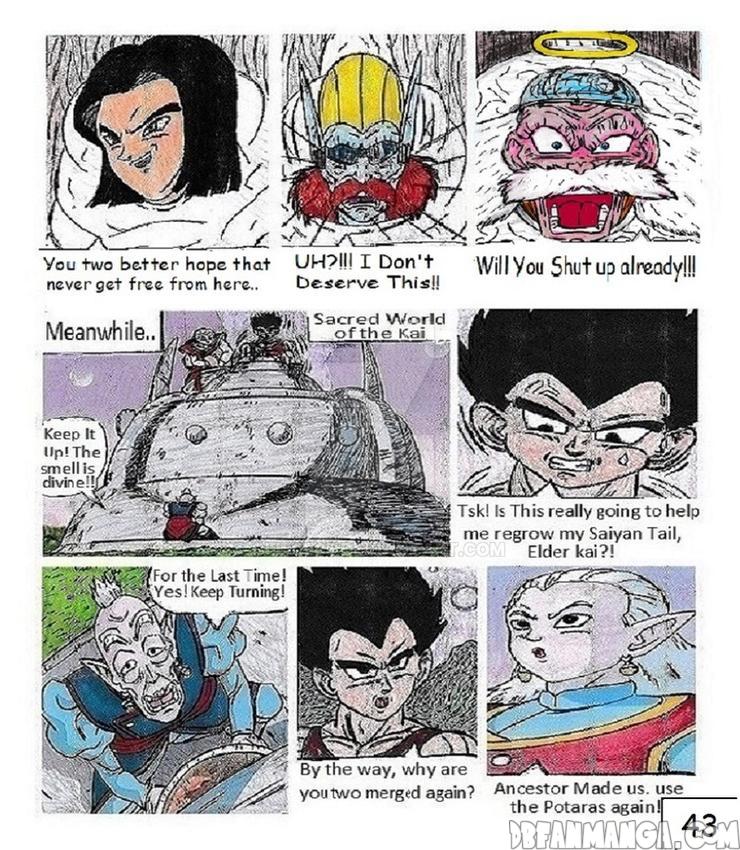 You two better hope that
never get free from here..
UH?!!! I Don't
Deserve This!!
Will You Shut up already!!!
Meanwhile..
Sacred World
of the Kai
Keep It
Up! The
smell is
divine!!
Tsk! Is This really going to help
me regrow my Saiyan Tail,
Elder kai?!
For the Last Time!
Yes! Keep Turning!
By the way, why are
you two merged again?
Ancestor Made us. use
the Potaras again!
43
DBFANMANGA.COM